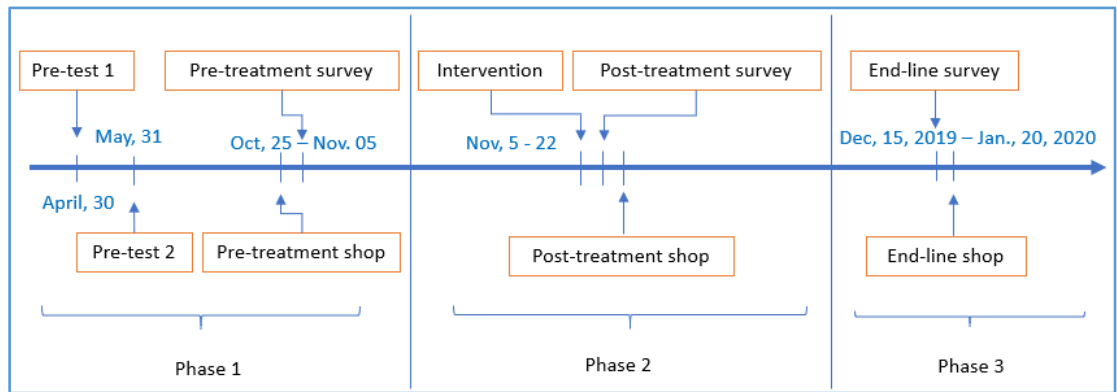 Pre-test 1
Pre-treatment survey
Intervention
Post-treatment survey
End-line survey
May, 31
Oct, 25 – Nov. 05
Nov, 5 - 22
Dec, 15, 2019 – Jan., 20, 2020
April, 30
Pre-test 2
Pre-treatment shop
Post-treatment shop
End-line shop
Phase 1
Phase 2
Phase 3